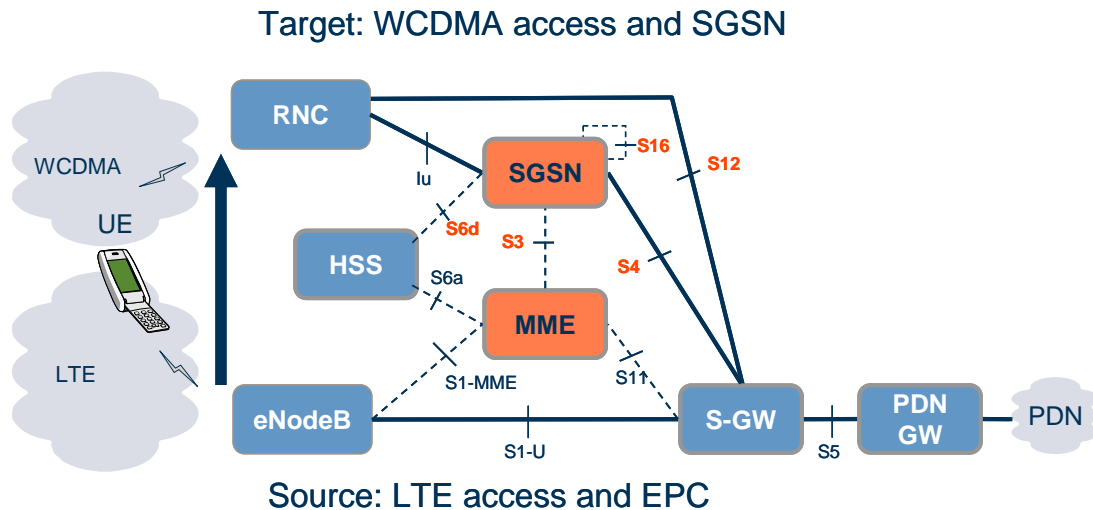 Target: WCDMA access and SGSN
RNC
WCDMA
Iu
SGSN
S16
S12
UE
S6d
S3
S4
HSS
S6a
MME
LTE
S1-MME
S11
eNodeB
S-GW
PDN
GW
PDN
S1-U
S5
Source: LTE access and EPC